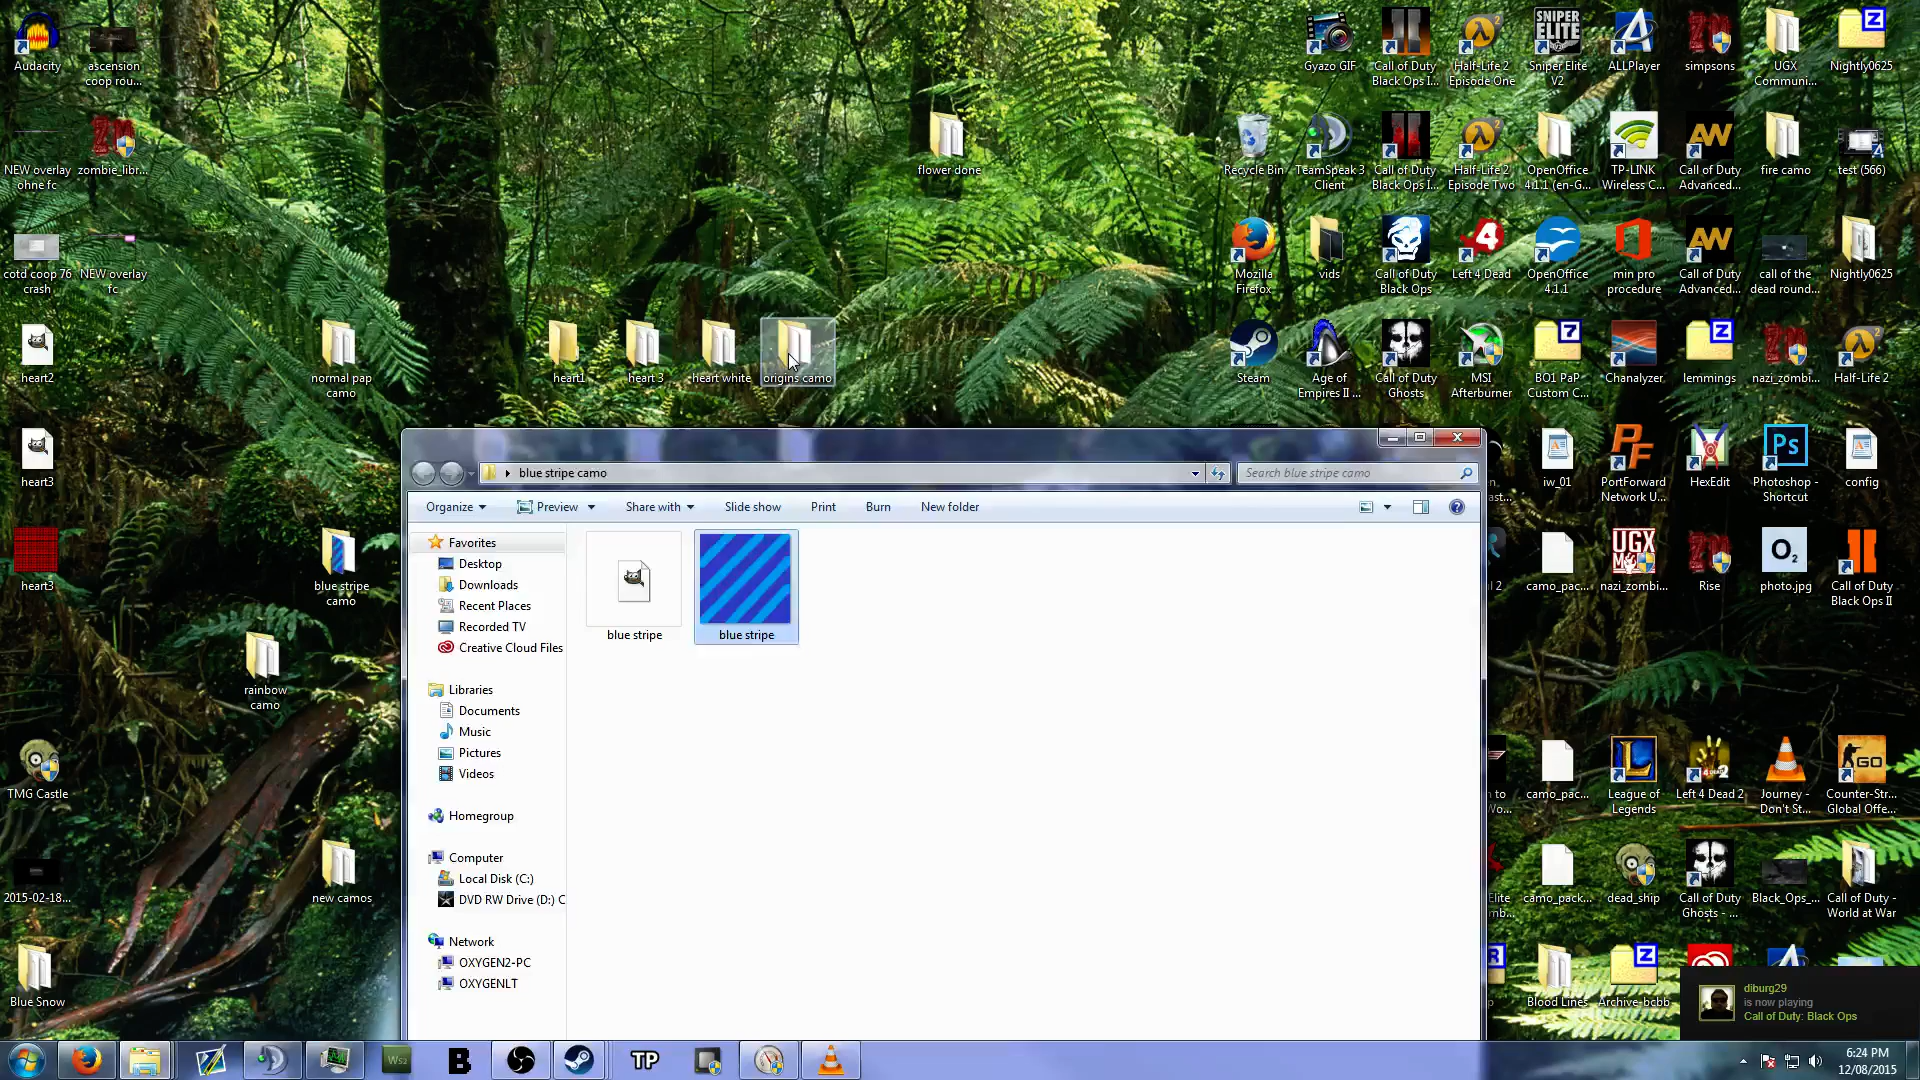 Audacity
ascension
coop rou...
Gyazo GIF
Call of Duty
Black Ops I...
Half-Life 2
Episode One
SNIPER
ELITE
Sniper Elite
V2
ALLPlayer
simpsons
UGX
Communi...
Nightly0625
NEW overlay
ohne fc
zombie_libr...
flower done
Recycle Bin
TeamSpeak 3
Client
Call of Duty
Black Ops I...
Half-Life 2
Episode Two
OpenOffice
4.1.1 (en-G...
TP-LINK
Wireless C...
AW
Call of Duty
Advanced...
fire camo
test (566)
cotd coop 76
crash
NEW overlay
fc
Mozilla
Firefox
vids
Call of Duty
Black Ops
Left 4 Dead
OpenOffice
4.1.1
min pro
procedure
AW
Call of Duty
Advanced...
call of the
dead round...
Nightly0625
heart2
normal pap
camo
heart1
heart 3
heart white
origins camo
Steam
Age of
Empires II ...
Call of Duty
Ghosts
MSI
Afterburner
BO1 PaP
Custom C...
Chanalyzer
lemmings
nazi_zombi...
Half-Life 2
heart3
iw_01
PF
PortForward
Network U...
HexEdit
Ps
Photoshop -
Shortcut
config
heart3
blue stripe
camo
camo_pac...
UGX
nazi_zombi...
Rise
O2
photo.jpg
Call of Duty
Black Ops II
rainbow
camo
TMG Castle
camo_pac...
League of
Legends
Left 4 Dead 2
Journey -
Don't St...
GO
Counter-Str...
Global Offe...
2015-02-18...
new camos
camo_pack...
dead_ship
Call of Duty
Ghosts - ...
Black_Ops_...
Call of Duty -
World at War
Blue Snow
Blood Lines
Archive-bcbb
blue stripe camo
Search blue stripe camo
Organize
Preview
Share with
Slide show
Print
Burn
New folder
Favorites
Desktop
Downloads
Recent Places
Recorded TV
Creative Cloud Files
Libraries
Documents
Music
Pictures
Videos
Homegroup
Computer
Local Disk (C:)
DVD RW Drive (D:) C
Network
OXYGEN2-PC
OXYGENLT
blue stripe
blue stripe
diburg29
is now playing
Call of Duty: Black Ops
B
TP
6:24 PM
12/08/2015